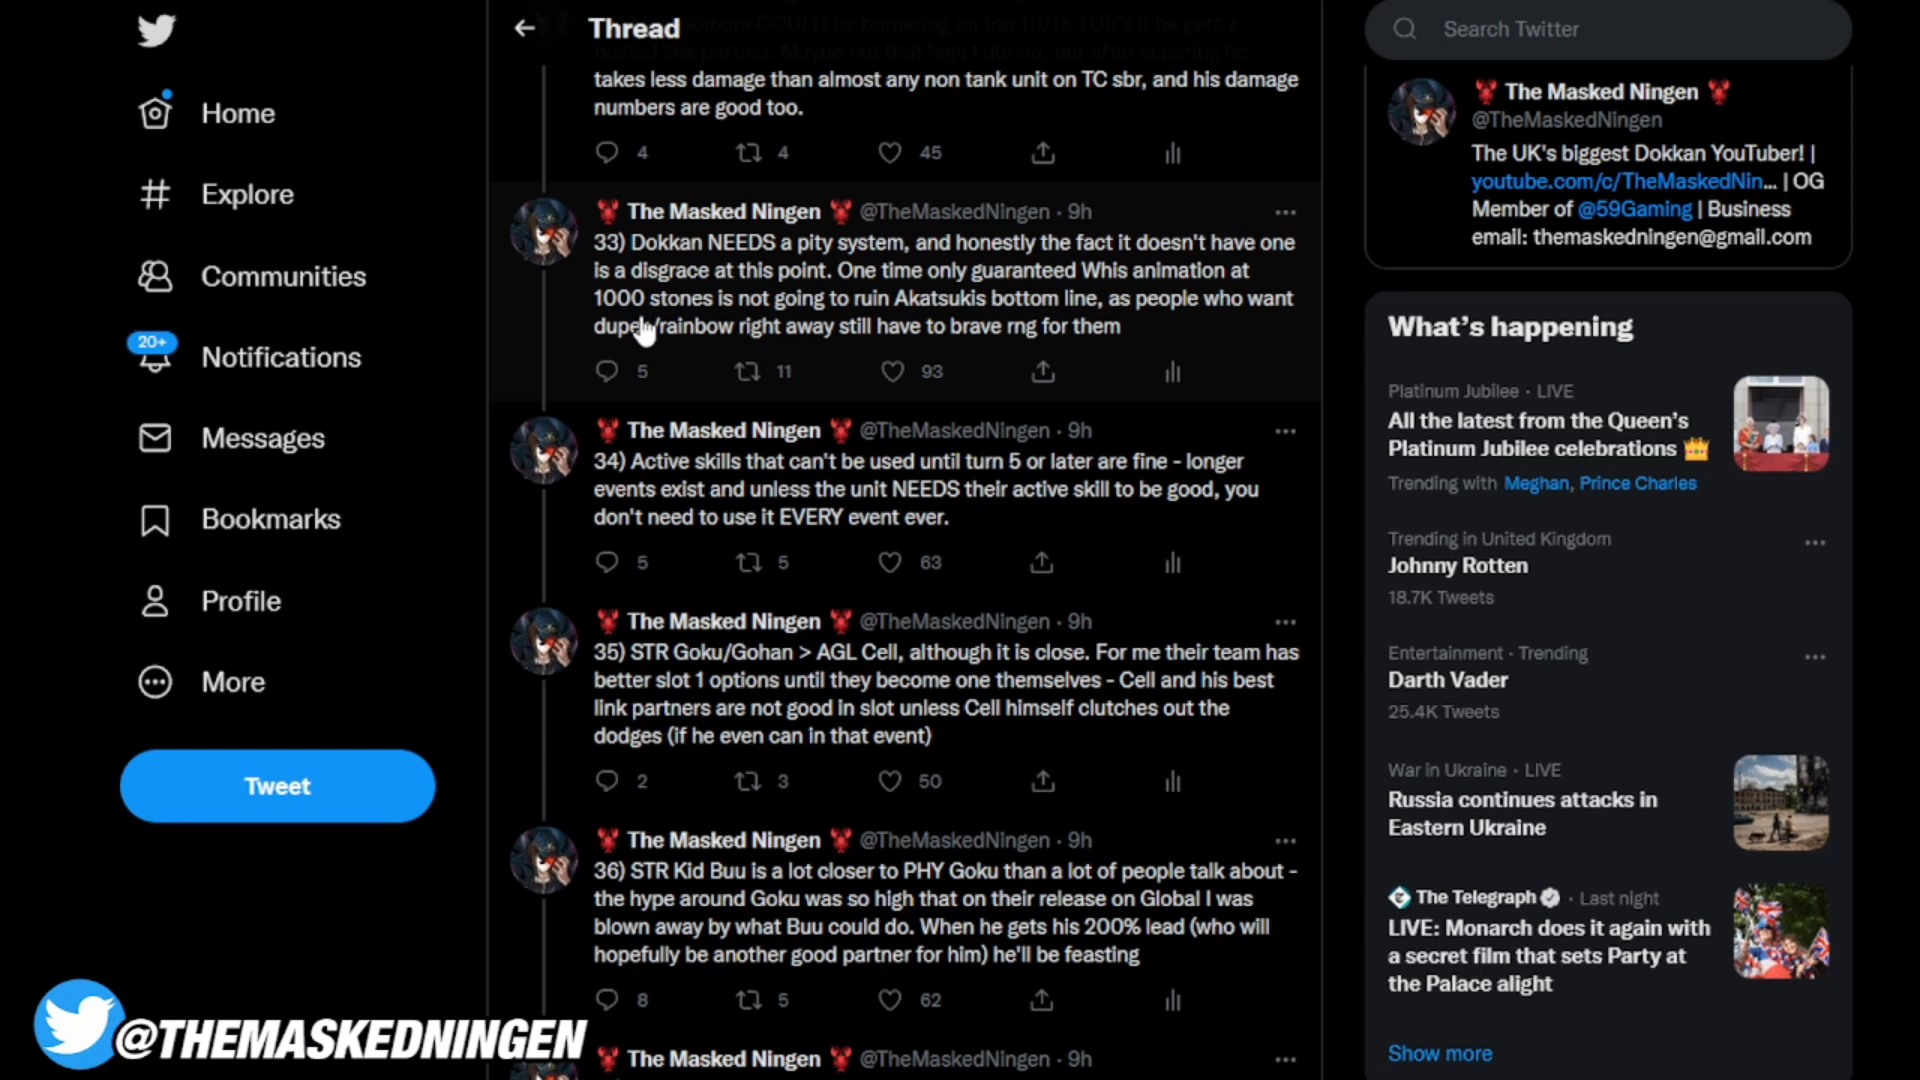 Home
Explore
Communities
20+
Notifications
Messages
Bookmarks
Profile
More
Tweet
@THEMASKEDNINGEN
Thread
takes less damage than almost any non tank unit on TC sbr, and his damage
numbers are good too.
4 4 45
The Masked Ningen @TheMaskedNingen · 9h
33) Dokkan NEEDS a pity system, and honestly the fact it doesn't have one
is a disgrace at this point. One time only guaranteed Whis animation at
1000 stones is not going to ruin Akatsukis bottom line, as people who want
/rainbow right away still have to brave rng for them
5 11 93
The Masked Ningen @TheMaskedNingen · 9h
34) Active skills that can't be used until turn 5 or later are fine - longer
events exist and unless the unit NEEDS their active skill to be good, you
don't need to use it EVERY event ever.
5 5 63
The Masked Ningen @TheMaskedNingen · 9h
35) STR Goku/Gohan > AGL Cell, although it is close. For me their team has
better slot 1 options until they become one themselves - Cell and his best
link partners are not good in slot unless Cell himself clutches out the
dodges (if he even can in that event)
2 3 50
The Masked Ningen @TheMaskedNingen · 9h
36) STR Kid Buu is a lot closer to PHY Goku than a lot of people talk about -
the hype around Goku was so high that on their release on Global I was
blown away by what Buu could do. When he gets his 200% lead (who will
hopefully be another good partner for him) he'll be feasting
8 5 62
The Masked Ningen @TheMaskedNingen · 9h
Search Twitter
The Masked Ningen
@TheMaskedNingen
The UK's biggest Dokkan YouTuber! |
youtube.com/c/TheMaskedNin... | OG
Member of @59Gaming | Business
email: themaskedningen@gmail.com
What's happening
Platinum Jubilee · LIVE
All the latest from the Queen's
Platinum Jubilee celebrations
Trending with Meghan, Prince Charles
Trending in United Kingdom
Johnny Rotten
18.7K Tweets
Entertainment · Trending
Darth Vader
25.4K Tweets
War in Ukraine · LIVE
Russia continues attacks in
Eastern Ukraine
The Telegraph · Last night
LIVE: Monarch does it again with
a secret film that sets Party at
the Palace alight
Show more